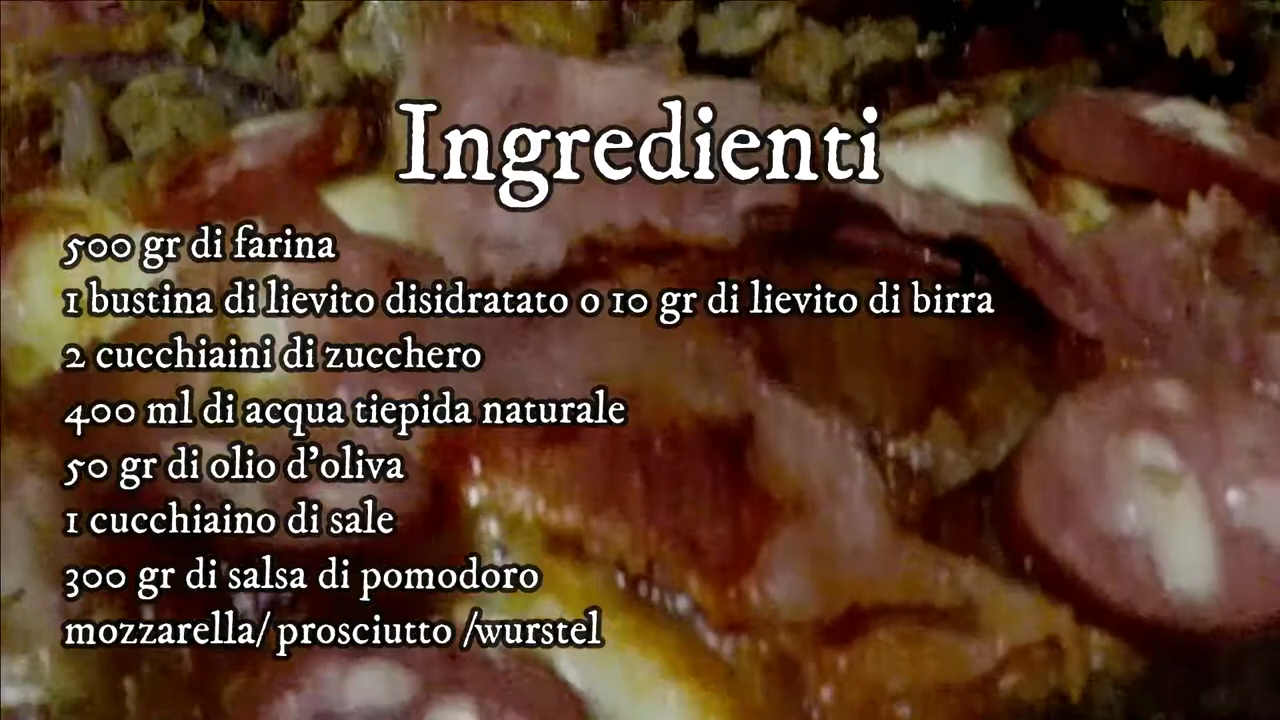 Ingredienti
500 gr di farina
1 bustina di lievito disidratato o 10 gr di lievito di birra
2 cucchiaini di zucchero
400 ml di acqua tiepida naturale
50 gr di olio d'oliva
1 cucchiaino di sale
300 gr di salsa di pomodoro
mozzarella/ prosciutto /wurstel